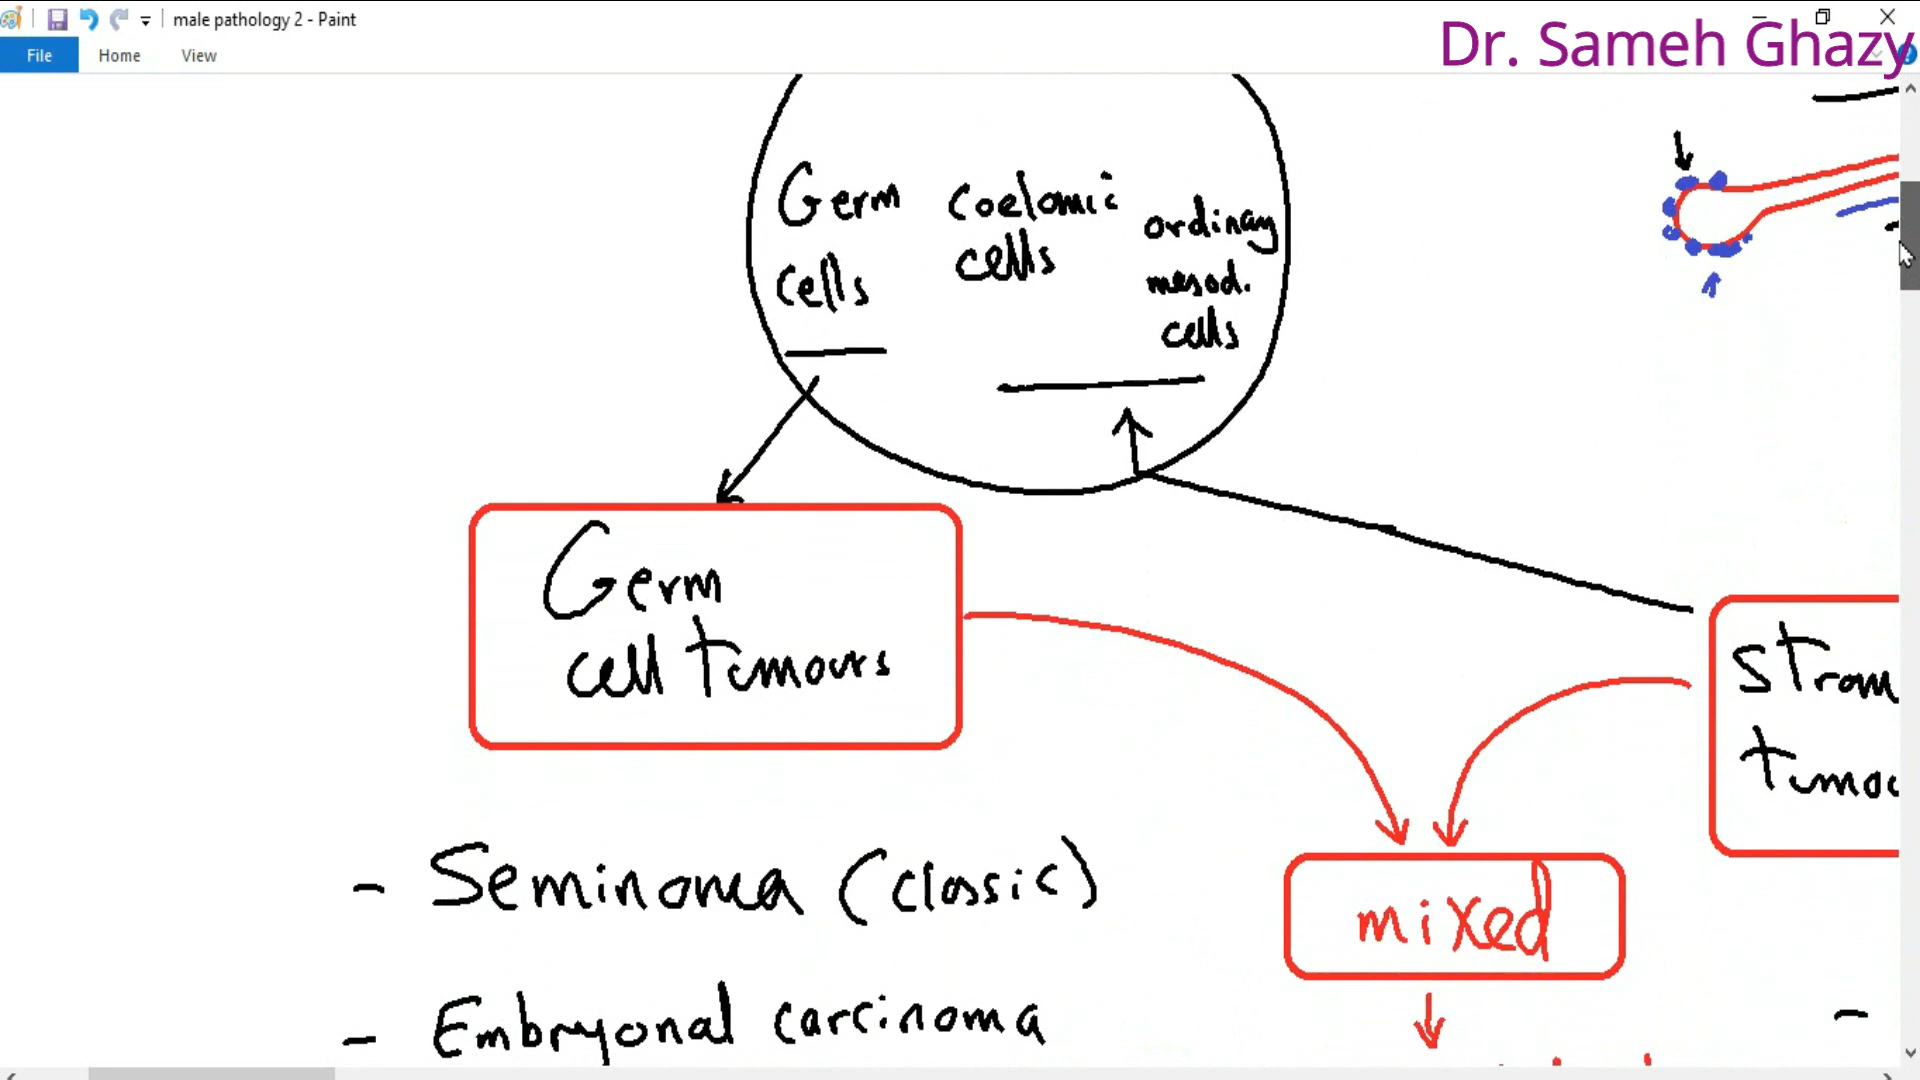 male pathology 2 - Paint
Dr. Sameh Ghazy
File Home View
Germ
cells
Coelomic
cells
ordinary
mesod.
cells
Germ
cell tumours
Strom
tumou
- Seminoma (classic)
mixed
- Embryonal carcinoma
-